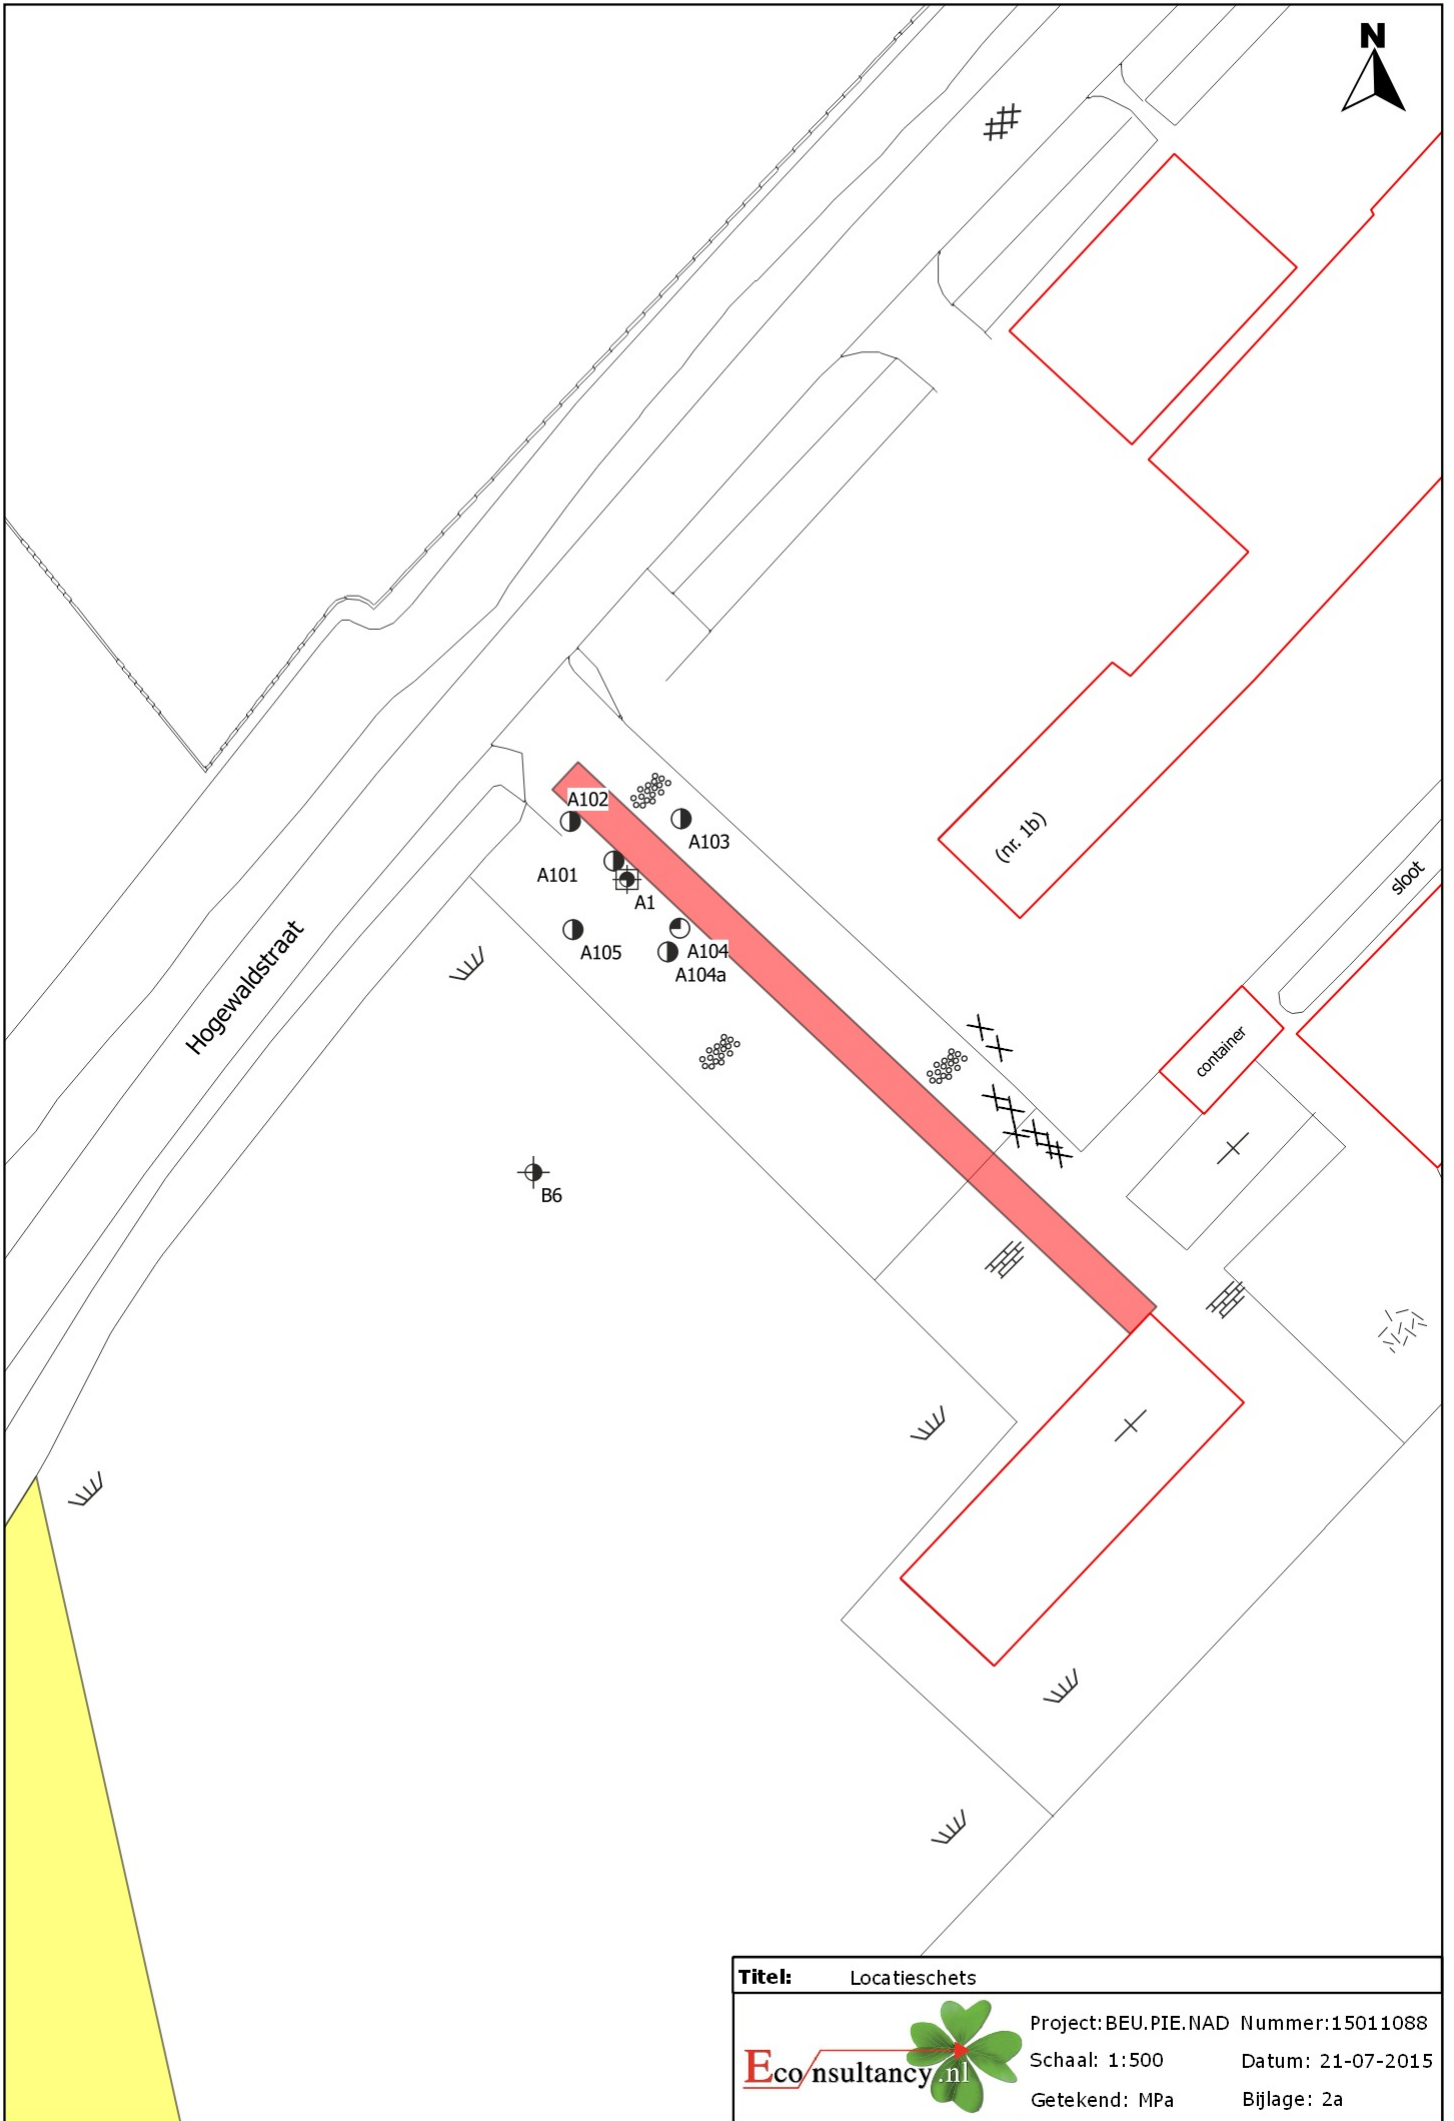 N
A102
A103
(nr. 1b)
A101
A1
sloot
A105
A104
A104a
Hogewaldstraat
container
B6
Titel: Locatieschets
Project:BEU.PIE.NAD Nummer:15011088
Schaal: 1:500 Datum: 21-07-2015
Econsultancy.nl
Getekend: MPa Bijlage: 2a